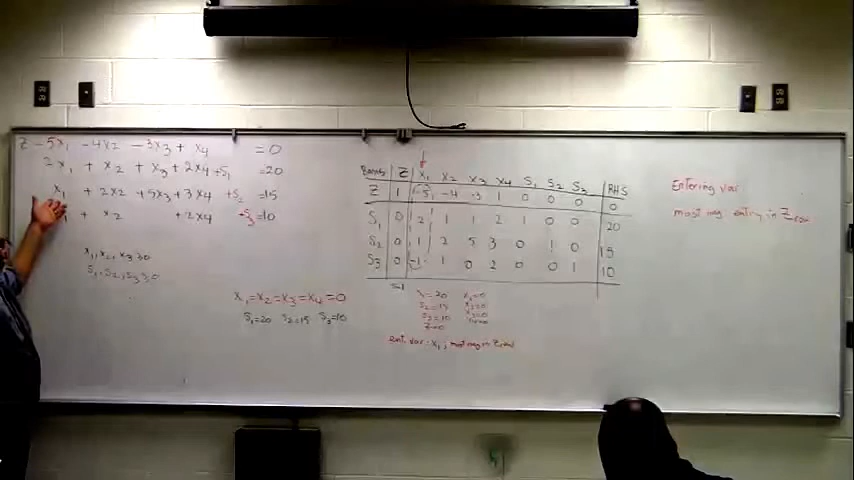 Z - 5x1 - 4x2 - 3x3 + x4 = 0
2x1 + x2 + x3 + 2x4 + S1 = 20
x1 + 2x2 + 5x3 + 3x4 + S2 = 15
+ x2 + 2x4 + S3 = 10
x1, x2, x3 ≥0
S1, S2, S3 ≥0
x1=x2=x3=x4=0
S1=20 S2=15 S3=10
Z x1 x2 x3 x4 S1 S2 S3 RHS
Z 1 -5 -4 -3 1 0 0 0 0
S1 0 2 1 1 2 1 0 0 20
S2 0 1 2 5 3 0 1 0 15
S3 0 -1 1 0 2 0 0 1 10
S1
S1=20 x1=0
S2=15 x2=0
S3=10 x3=0
Z=0 x4=0
ent. var: x1, most neg in Z row
Entering var
most neg entry in Z row